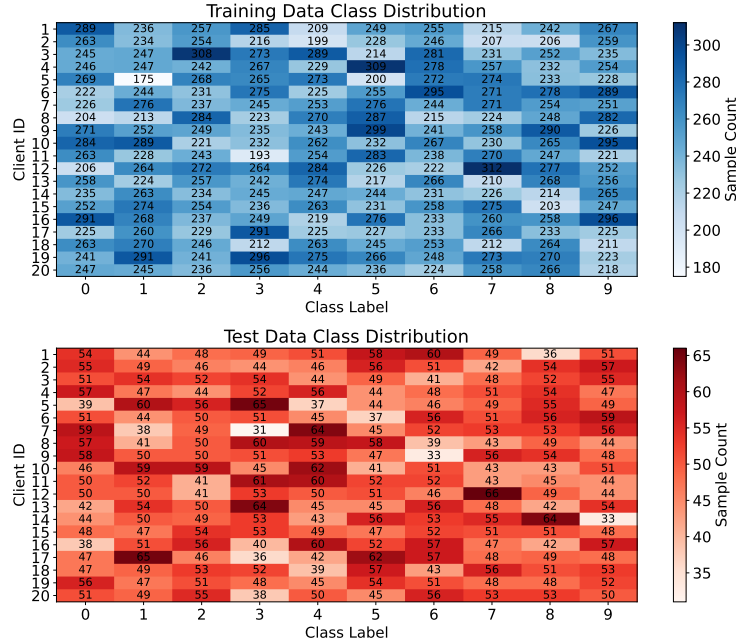 Training Data Class Distribution
1 289 236 257 285 209 249 255 215 242 267
2 263 234 254 216 199 228 246 207 206 259
3 245 247 308 273 289 214 281 231 252 235
4 246 247 309 278 257 232 254
5 269 175 268 265 273 200 272 274 233 228
6 222 244 231 275 225 255 295 271 278 289
7 226 276 237 245 253 276 244 271 254 251
8 204 213 284 223 270 287 215 224 248 282
9 271 252 249 235 243 299 241 258 290 226
10 284 289 221 232 262 267 230 265 295
11 263 228 243 193 254 283 238 270 247 221
12 206 264 272 264 284 226 222 312 277 252
13 258 224 257 242 274 217 266 210 268 256
14 235 263 234 245 247 244 231 226 214 265
15 252 274 254 236 263 231 258 275 203 247
16 291 268 237 249 219 276 233 257 258 296
17 225 260 229 291 225 227 233 266 233 225
18 263 270 246 212 263 245 253 212 264 211
19 241 291 241 296 275 266 248 273 270 223
20 247 245 236 256 244 236 224 258 266 218
0 1 2 3 4 5 6 7 8 9
Class Label
Client ID
300
280
260
240
220
200
180
Sample Count
Test Data Class Distribution
1 54 44 48 49 51 58 60 49 36 51
2 55 49 46 44 46 56 51 42 54 57
3 51 54 52 54 46 49 41 48 52 55
4 57 47 44 52 56 44 49 51 54 47
5 39 60 56 65 37 44 46 49 55 49
6 51 44 50 51 45 37 56 51 56 59
7 59 38 49 31 64 45 52 53 53 56
8 57 41 50 60 59 58 39 43 49 44
9 58 50 50 51 53 47 33 56 54 48
10 46 59 59 45 62 41 51 43 43 51
11 50 52 41 61 60 52 52 43 45 44
12 50 50 41 53 50 51 46 66 49 44
13 42 54 50 64 45 45 56 48 42 54
14 44 50 49 53 43 56 53 55 64 33
15 48 47 54 53 49 47 52 51 51 48
16 38 51 56 40 60 52 57 47 42 57
17 47 65 46 36 42 62 57 48 49 48
18 47 49 53 52 39 57 43 56 51 53
19 56 47 51 48 45 54 51 48 48 52
20 51 49 55 38 50 45 56 53 53 50
0 1 2 3 4 5 6 7 8 9
Class Label
Client ID
65
60
55
50
45
40
35
Sample Count